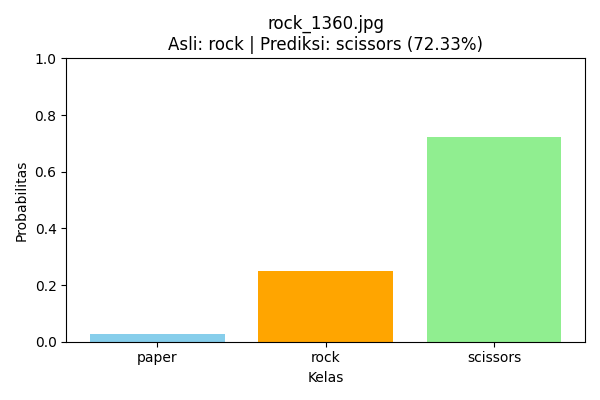 rock_1360.jpg
Asli: rock | Prediksi: scissors (72.33%)
1.0
0.8
0.6
0.4
0.2
0.0
Probabilitas
paper rock scissors
Kelas